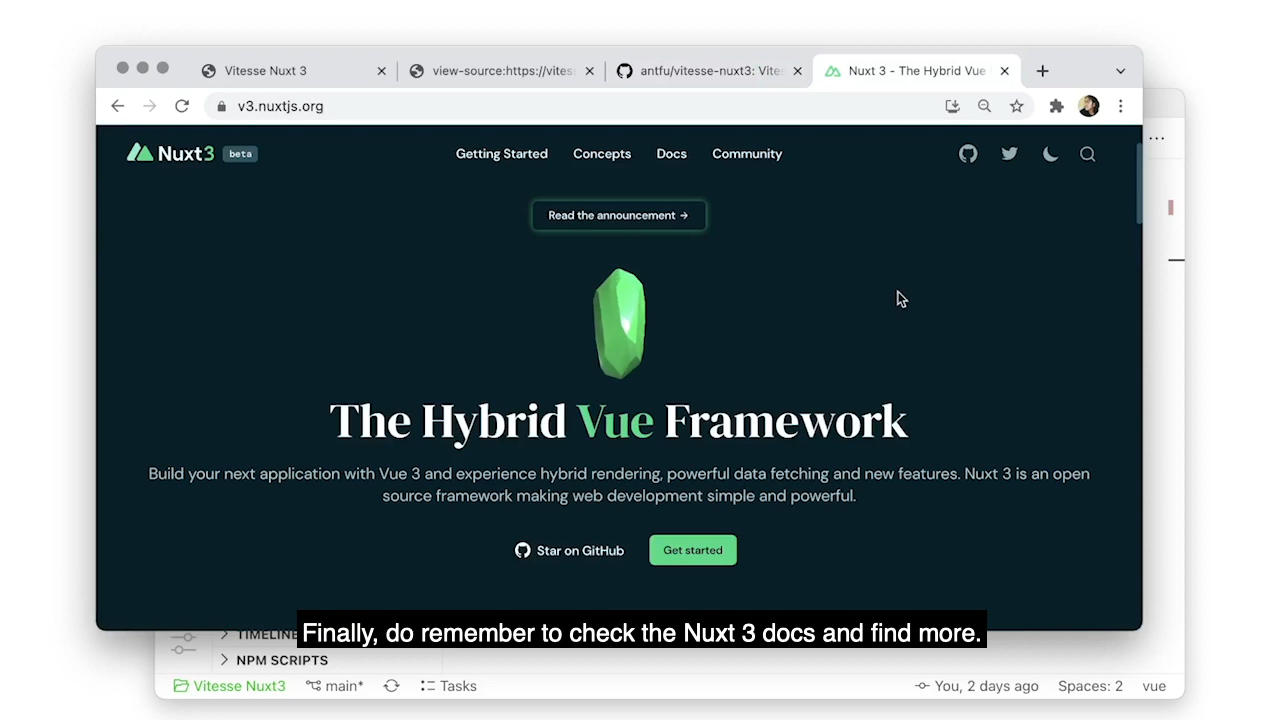 Vitesse Nuxt 3
view-source:https://vites
antfu/vitesse-nuxt3: Vites
Nuxt 3 - The Hybrid Vue
v3.nuxtjs.org
Nuxt3 beta
Getting Started
Concepts
Docs
Community
Read the announcement →
The Hybrid Vue Framework
Build your next application with Vue 3 and experience hybrid rendering, powerful data fetching and new features. Nuxt 3 is an open
source framework making web development simple and powerful.
Star on GitHub
Get started
Finally, do remember to check the Nuxt 3 docs and find more.
TIMELINE
NPM SCRIPTS
Vitesse Nuxt3
main*
Tasks
You, 2 days ago
Spaces: 2
vue